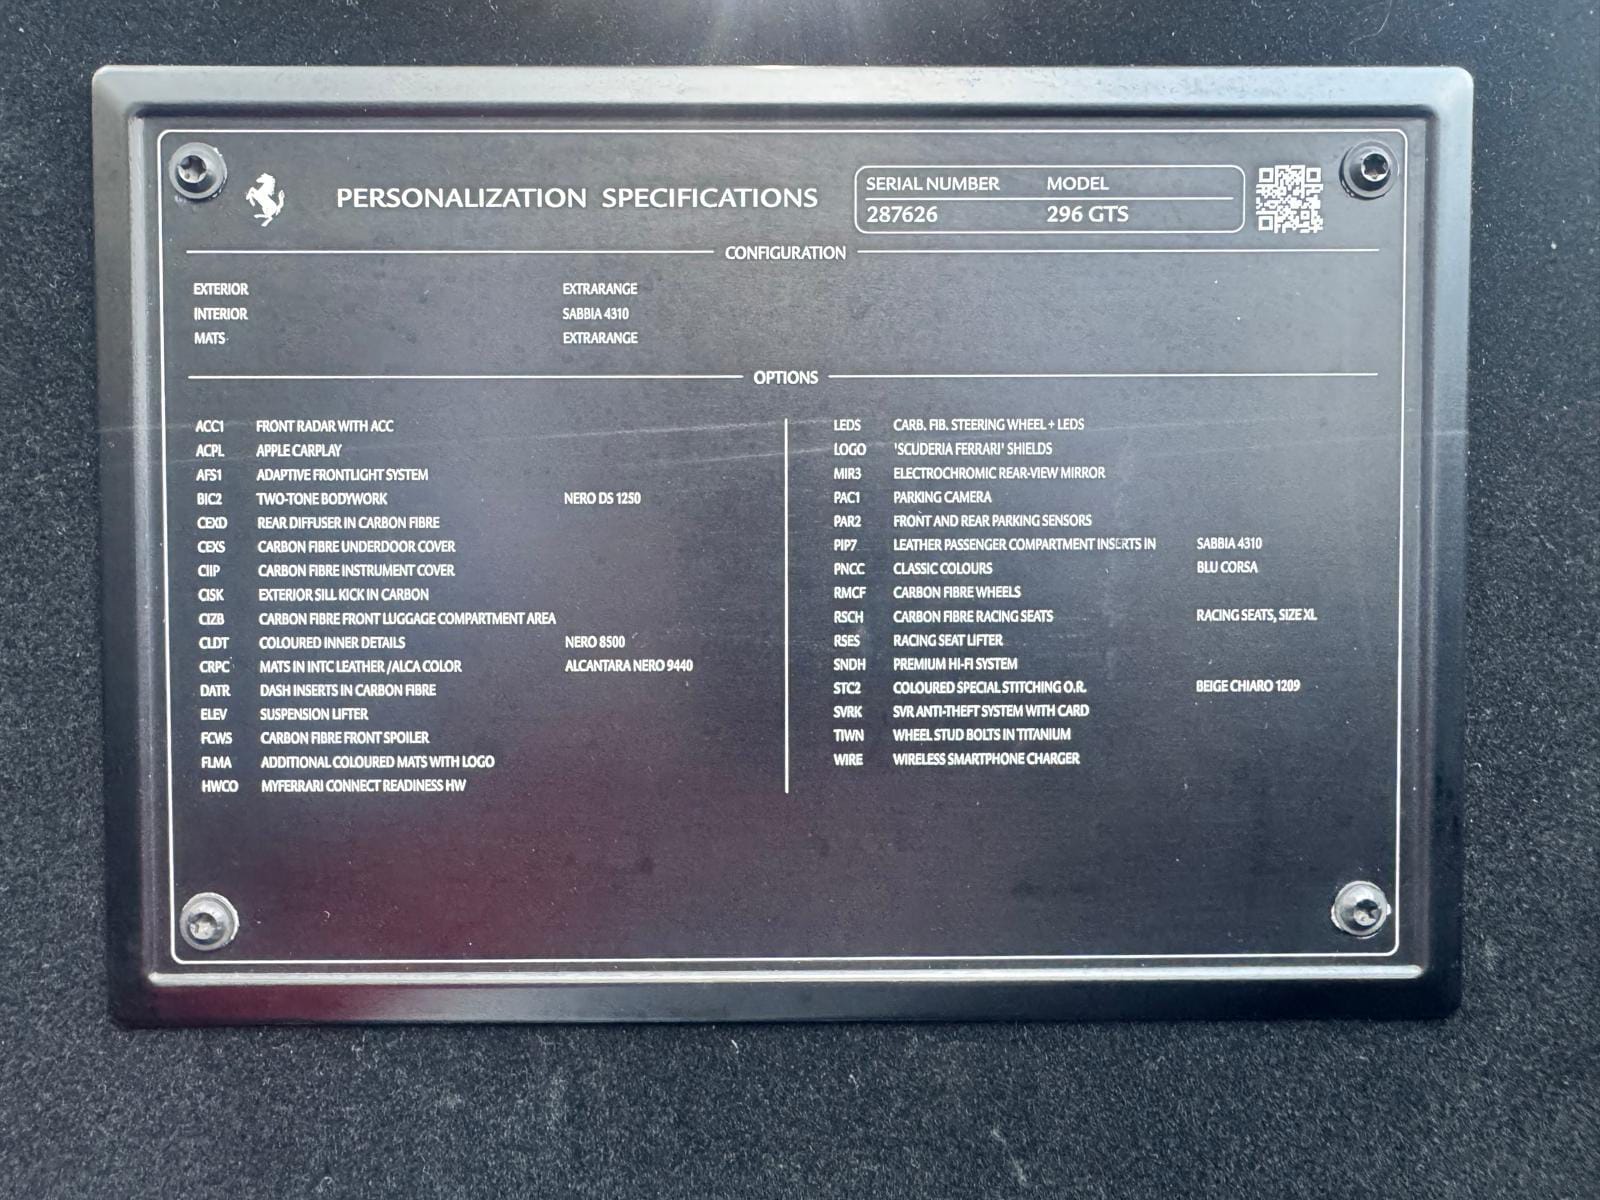 PERSONALIZATION SPECIFICATIONS
SERIAL NUMBER MODEL
287626 296 GTS
CONFIGURATION
EXTERIOR EXTRARANGE
INTERIOR SABBIA 4310
MATS EXTRARANGE
OPTIONS
ACC1 FRONT RADAR WITH ACC
ACPL APPLE CARPLAY
AFS1 ADAPTIVE FRONTLIGHT SYSTEM
BIC2 TWO-TONE BODYWORK NERO DS 1250
CEXD REAR DIFFUSER IN CARBON FIBRE
CEXS CARBON FIBRE UNDERDOOR COVER
CIIP CARBON FIBRE INSTRUMENT COVER
CISK EXTERIOR SILL KICK IN CARBON
CIZB CARBON FIBRE FRONT LUGGAGE COMPARTMENT AREA
CLDT COLOURED INNER DETAILS NERO 8500
CRPC MATS IN INTC LEATHER /ALCA COLOR ALCANTARA NERO 9440
DATR DASH INSERTS IN CARBON FIBRE
ELEV SUSPENSION LIFTER
FCWS CARBON FIBRE FRONT SPOILER
FLMA ADDITIONAL COLOURED MATS WITH LOGO
HWCO MYFERRARI CONNECT READINESS HW
LEDS CARB. FIB. STEERING WHEEL + LEDS
LOGO 'SCUDERIA FERRARI' SHIELDS
MIR3 ELECTROCHROMIC REAR-VIEW MIRROR
PAC1 PARKING CAMERA
PAR2 FRONT AND REAR PARKING SENSORS
PIP7 LEATHER PASSENGER COMPARTMENT INSERTS IN SABBIA 4310
PNCC CLASSIC COLOURS BLU CORSA
RMCF CARBON FIBRE WHEELS
RSCH CARBON FIBRE RACING SEATS RACING SEATS, SIZE XL
RSES RACING SEAT LIFTER
SNDH PREMIUM HI-FI SYSTEM
STC2 COLOURED SPECIAL STITCHING O.R. BEIGE CHIARO 1209
SVRK SVR ANTI-THEFT SYSTEM WITH CARD
TIWN WHEEL STUD BOLTS IN TITANIUM
WIRE WIRELESS SMARTPHONE CHARGER